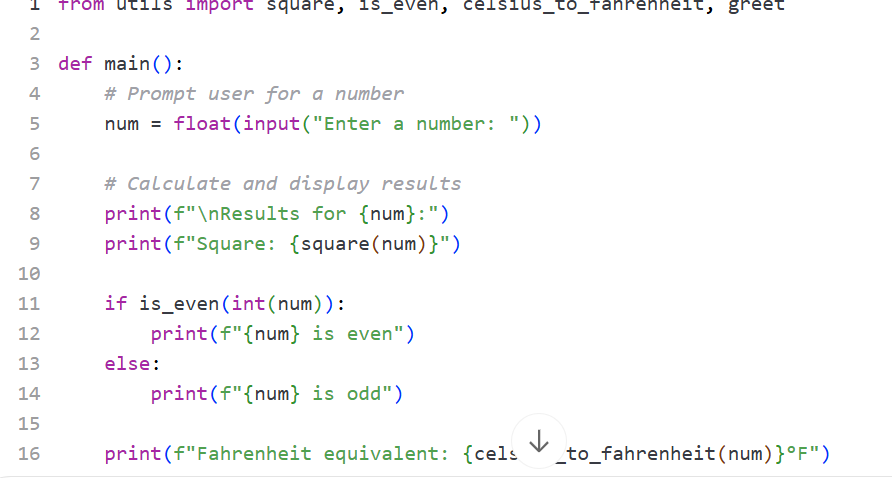 1 from utils import square, is_even, celsius_to_fahrenheit, greet
2
3 def main():
4     # Prompt user for a number
5     num = float(input("Enter a number: "))
6
7     # Calculate and display results
8     print(f"\nResults for {num}:")
9     print(f"Square: {square(num)}")
10
11     if is_even(int(num)):
12         print(f"{num} is even")
13     else:
14         print(f"{num} is odd")
15
16     print(f"Fahrenheit equivalent: {celsius_to_fahrenheit(num)}°F")